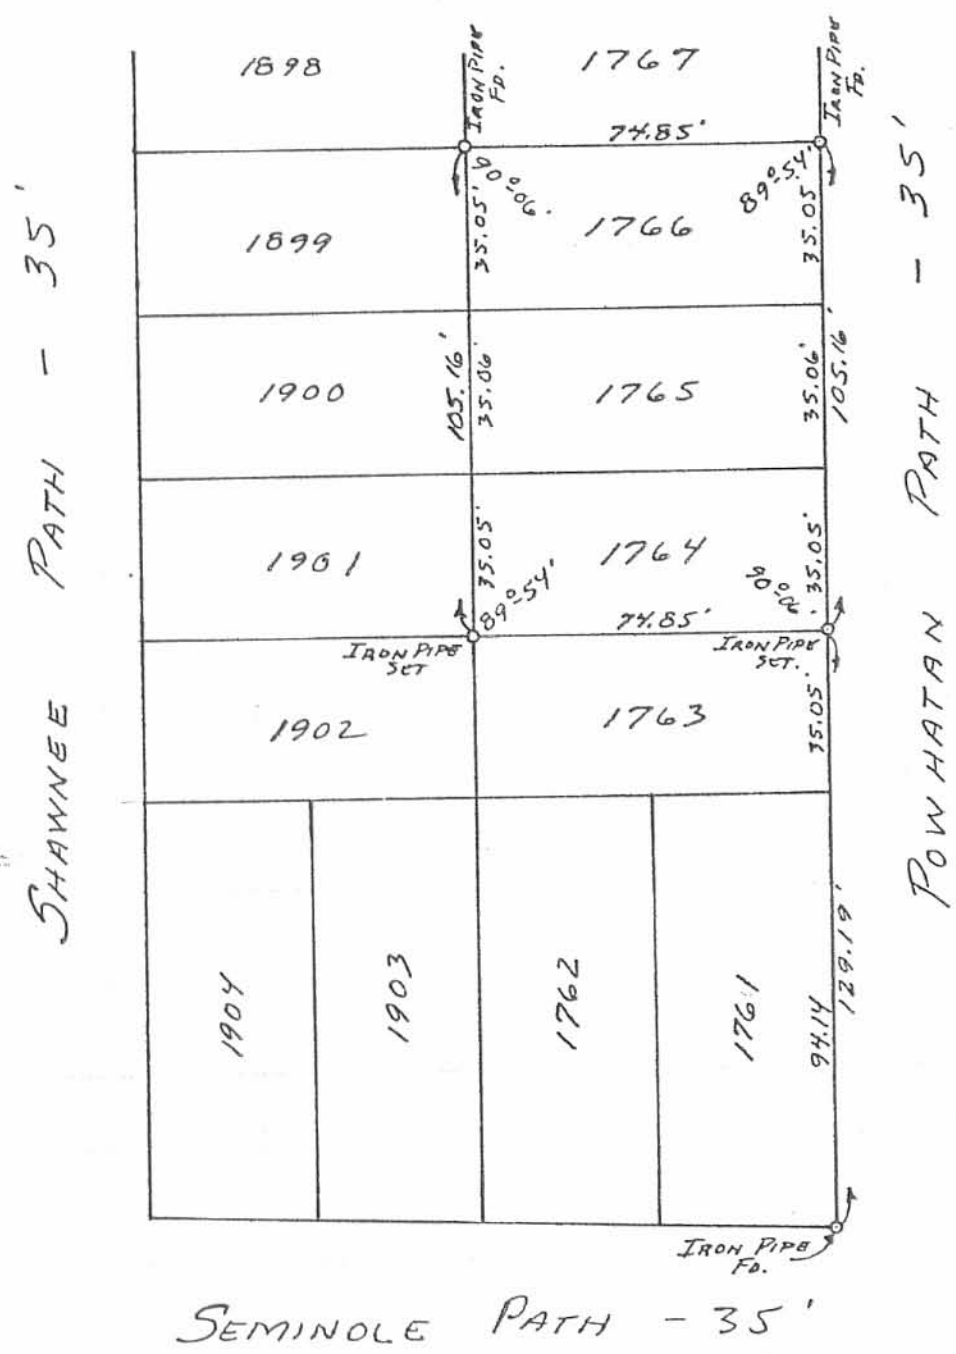 1898
IRON PIPE
FD.
1767
IRON PIPE
FD.
74.85'
90°-06'
89°-54'
35.05'
35.05
1899
1766
1900
105.16'
35.06'
1765
35.06'
105.16'
1901
35.05'
1764
35.05'
89°-54'
90°-06'
74.85'
IRON PIPE
SET
IRON PIPE
SET.
1902
1763
35.05'
1904
1903
1762
1761
94.14
129.19'
IRON PIPE
FD.
SHAWNEE PATH - 35'
POWHATAN PATH - 35'
SEMINOLE PATH - 35'